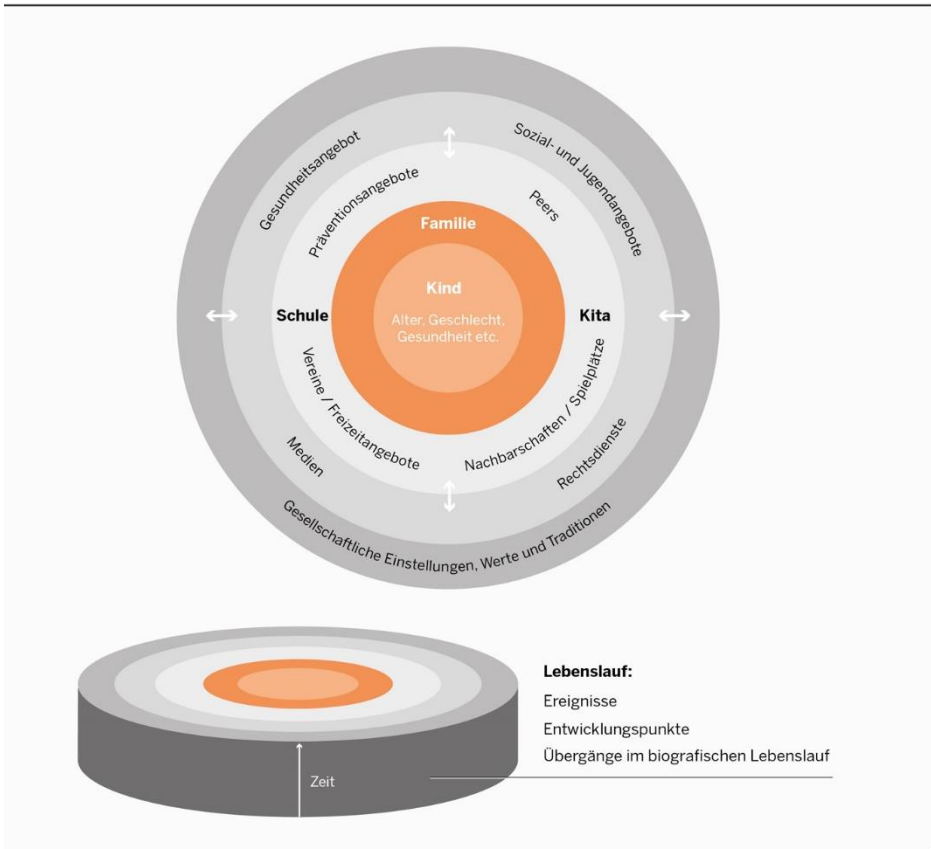 Gesundheitsangebot
Sozial- und Jugendangebote
Präventionsangebote
Peers
Familie
Kind
Alter, Geschlecht,
Gesundheit etc.
Schule
Kita
Vereine / Freizeitangebote
Nachbarschaften / Spielplätze
Medien
Rechtsdienste
Gesellschaftliche Einstellungen, Werte und Traditionen
Lebenslauf:
Ereignisse
Entwicklungspunkte
Übergänge im biografischen Lebenslauf
Zeit